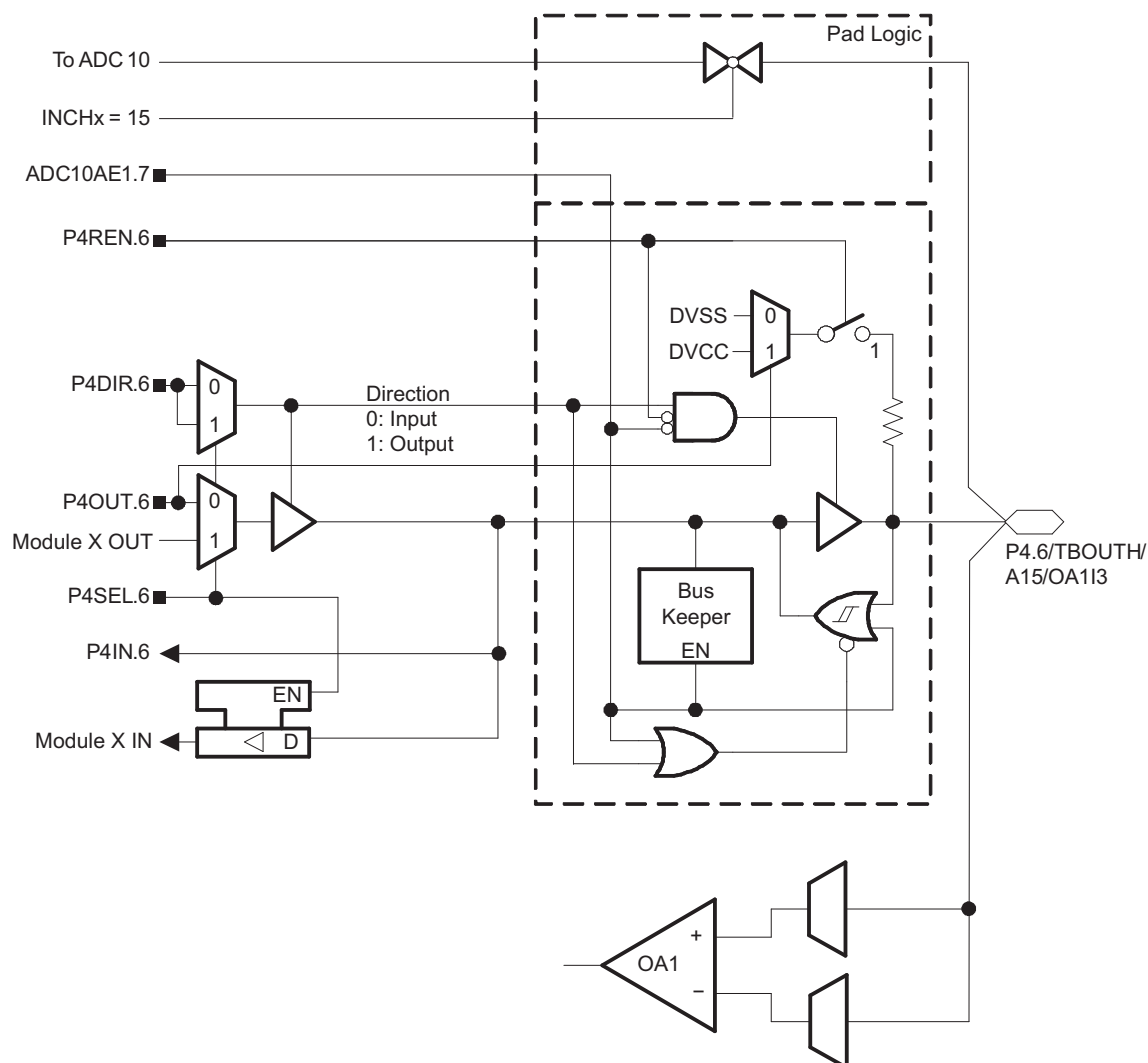 Pad Logic
To ADC 10
INCHx = 15
ADC10AE1.7
P4REN.6
DVSS
DVCC
0
1
1
P4DIR.6
0
1
Direction
0: Input
1: Output
P4OUT.6
0
1
Module X OUT
P4SEL.6
P4IN.6
EN
D
Module X IN
Bus
Keeper
EN
P4.6/TBOUTH/
A15/OA1I3
+
OA1
−